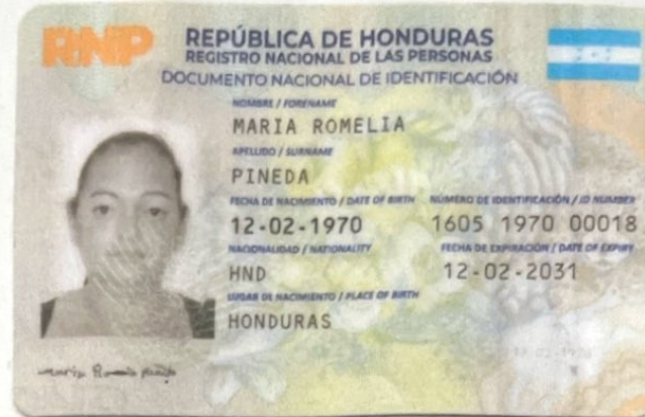 RNP
REPÚBLICA DE HONDURAS
REGISTRO NACIONAL DE LAS PERSONAS
DOCUMENTO NACIONAL DE IDENTIFICACIÓN
NOMBRE / FORENAME
MARIA ROMELIA
APELLIDO / SURNAME
PINEDA
FECHA DE NACIMIENTO / DATE OF BIRTH NÚMERO DE IDENTIFICACIÓN / ID NUMBER
12-02-1970 1605 1970 00018
NACIONALIDAD / NATIONALITY FECHA DE EXPIRACIÓN / DATE OF EXPIRY
HND 12-02-2031
LUGAR DE NACIMIENTO / PLACE OF BIRTH
HONDURAS